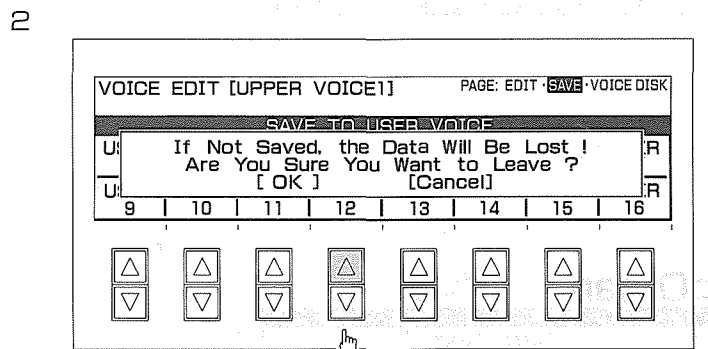 2
VOICE EDIT [UPPER VOICE1]
PAGE: EDIT · SAVE · VOICE DISK
SAVE TO USER VOICE
If Not Saved, the Data Will Be Lost !
Are You Sure You Want to Leave ?
[ OK ] [Cancel]
9 10 11 12 13 14 15 16